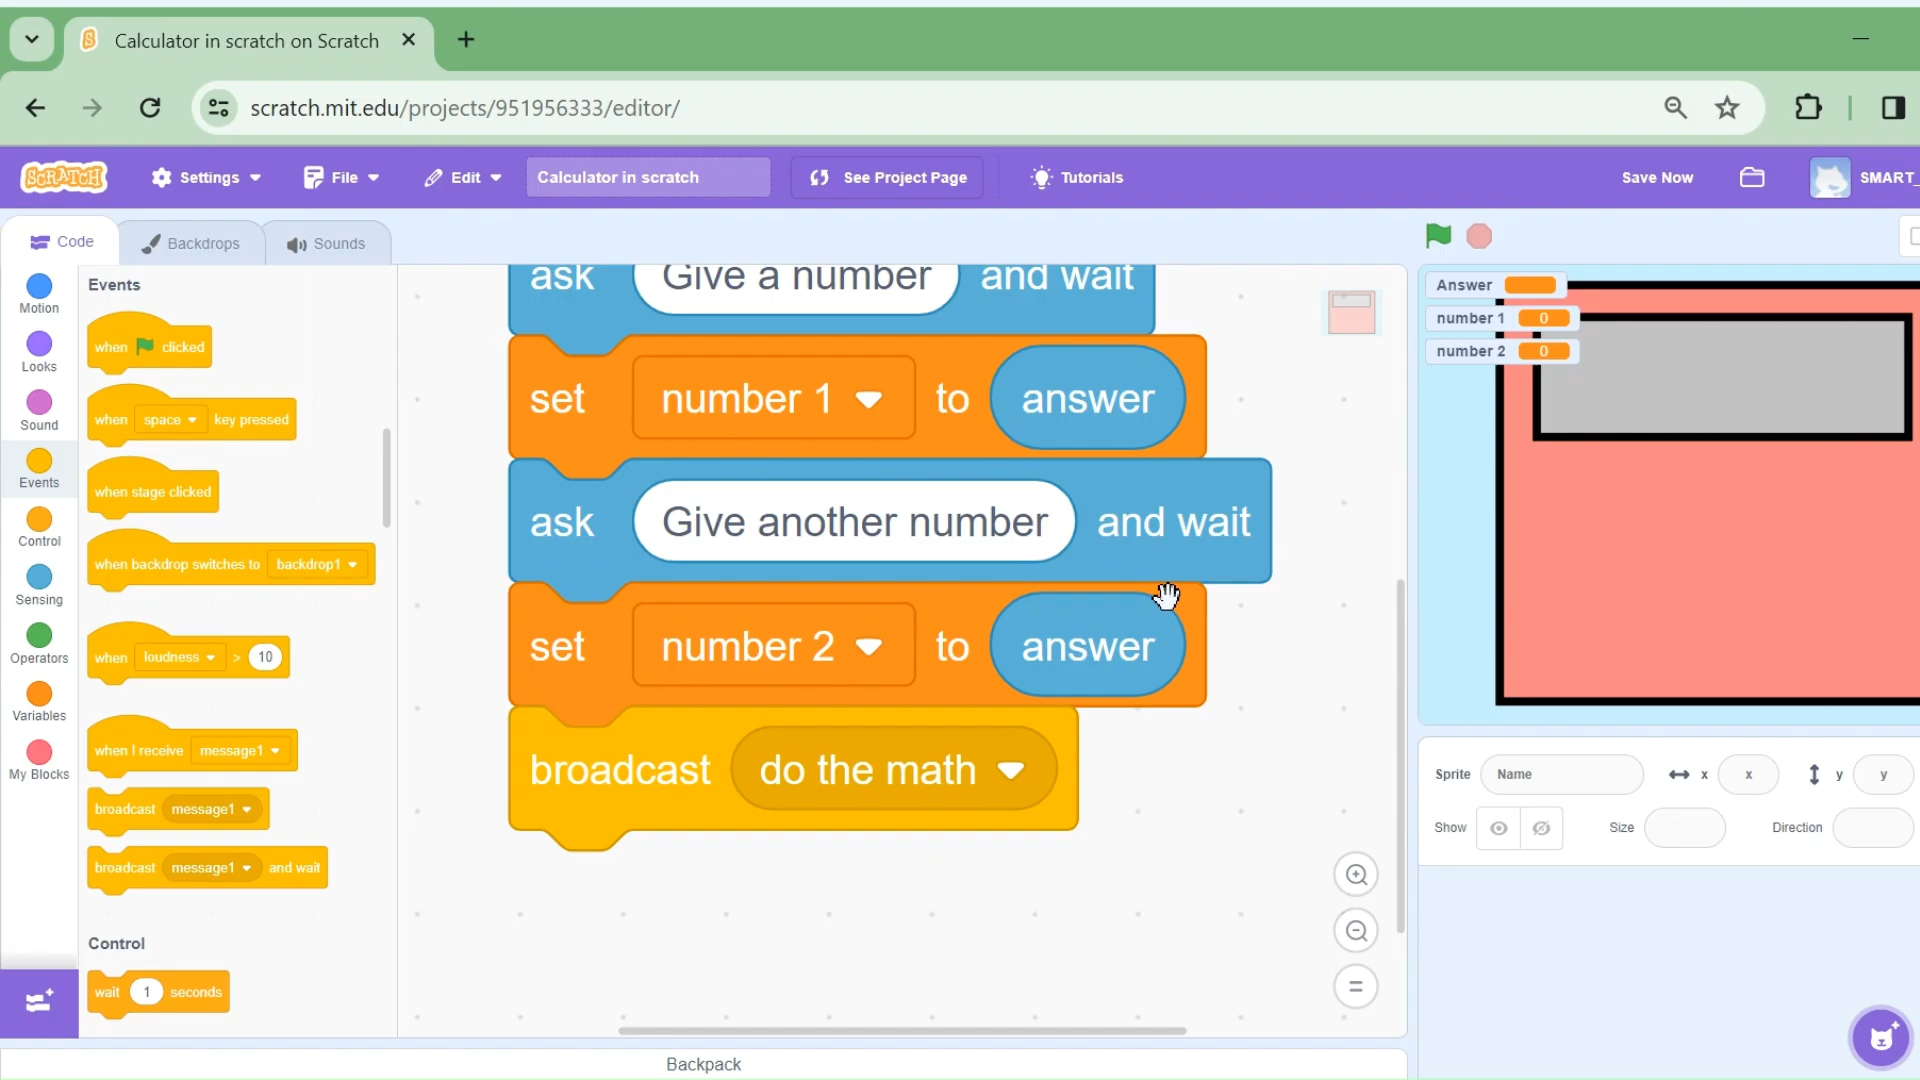 Calculator in scratch on Scratch
scratch.mit.edu/projects/951956333/editor/
SCRATCH
Settings
File
Edit
Calculator in scratch
See Project Page
Tutorials
Save Now
SMART_
Code
Backdrops
Sounds
Motion
Looks
Sound
Events
Control
Sensing
Operators
Variables
My Blocks
Events
when clicked
when space key pressed
when stage clicked
when backdrop switches to backdrop1
when loudness > 10
when I receive message1
broadcast message1
broadcast message1 and wait
Control
wait 1 seconds
ask Give a number and wait
set number 1 to answer
ask Give another number and wait
set number 2 to answer
broadcast do the math
Backpack
Answer
number 1 0
number 2 0
Sprite Name x x y y
Show Size Direction